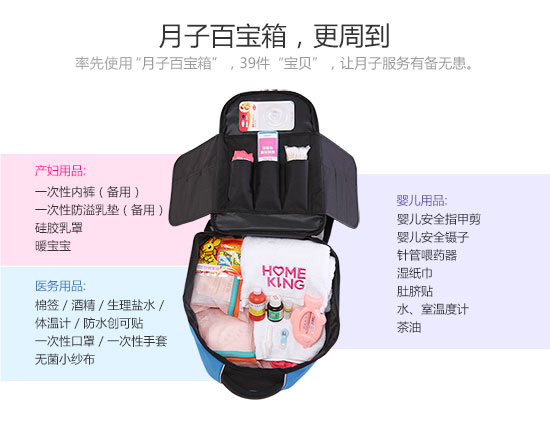 月子百宝箱，更周到
率先使用“月子百宝箱”，39件“宝贝”，让月子服务有备无患。
产妇用品:
一次性内裤（备用）
一次性防溢乳垫（备用）
硅胶乳罩
暖宝宝
医务用品:
棉签 / 酒精 / 生理盐水 /
体温计 / 防水创可贴
一次性口罩 / 一次性手套
无菌小纱布
婴儿用品:
婴儿安全指甲剪
婴儿安全镊子
针管喂药器
湿纸巾
肚脐贴
水、室温度计
茶油
HOME
KING